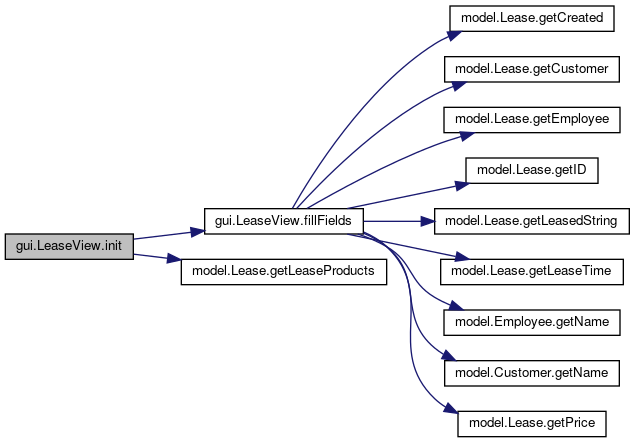 model.Lease.getCreated
model.Lease.getCustomer
model.Lease.getEmployee
model.Lease.getID
gui.LeaseView.fillFields
model.Lease.getLeasedString
gui.LeaseView.init
model.Lease.getLeaseProducts
model.Lease.getLeaseTime
model.Employee.getName
model.Customer.getName
model.Lease.getPrice